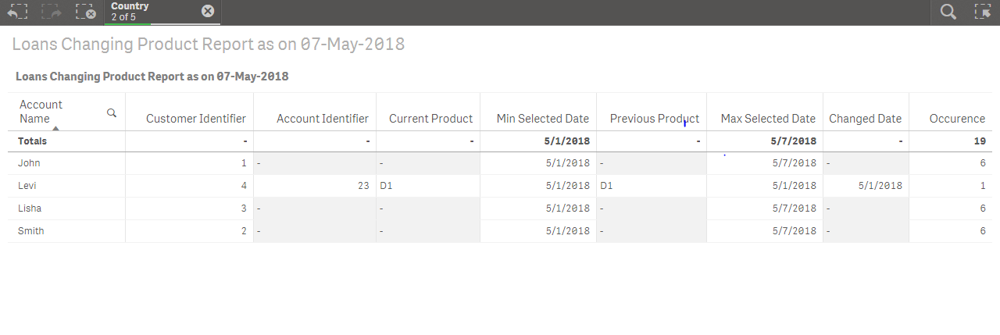 Country
2 of 5
Loans Changing Product Report as on 07-May-2018
Loans Changing Product Report as on 07-May-2018
Account Name Customer Identifier Account Identifier Current Product Min Selected Date Previous Product Max Selected Date Changed Date Occurence
Totals - - - 5/1/2018 - 5/7/2018 - 19
John 1 - - 5/1/2018 - 5/7/2018 - 6
Levi 4 23 D1 5/1/2018 D1 5/1/2018 5/1/2018 1
Lisha 3 - - 5/1/2018 - 5/7/2018 - 6
Smith 2 - - 5/1/2018 - 5/7/2018 - 6